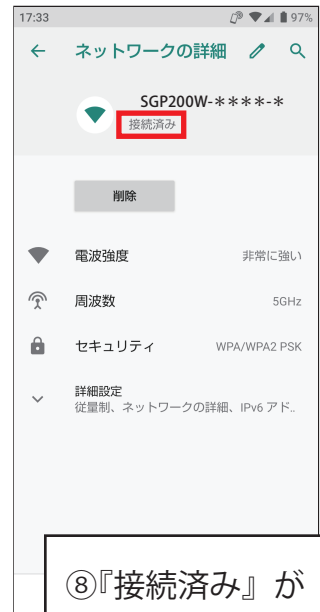 17:33
97%
ネットワークの詳細
SGP200W-****-*
接続済み
削除
電波強度 非常に強い
周波数 5GHz
セキュリティ WPA/WPA2 PSK
詳細設定
従量制、ネットワークの詳細、IPv6 アド..
⑧『接続済み』が